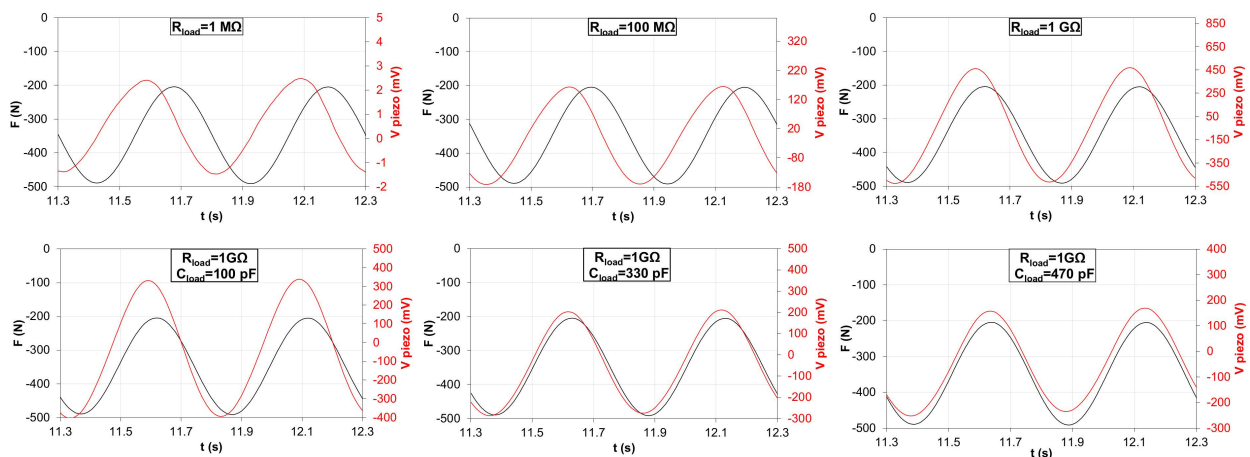 R_load=1 MΩ
F (N)
0
-100
-200
-300
-400
-500
11.3 11.5 11.7 11.9 12.1 12.3
t (s)
5
4
3
2
1
0
-1
-2
V piezo (mV)
R_load=100 MΩ
F (N)
0
-100
-200
-300
-400
-500
11.3 11.5 11.7 11.9 12.1 12.3
t (s)
320
220
120
20
-80
-180
V piezo (mV)
R_load=1 GΩ
F (N)
0
-100
-200
-300
-400
-500
11.3 11.5 11.7 11.9 12.1 12.3
t (s)
850
650
450
250
50
-150
-350
-550
V piezo (mV)
R_load=1GΩ
C_load=100 pF
F (N)
0
-100
-200
-300
-400
-500
11.3 11.5 11.7 11.9 12.1 12.3
t (s)
500
400
300
200
100
0
-100
-200
-300
-400
V piezo (mV)
R_load=1GΩ
C_load=330 pF
F (N)
0
-100
-200
-300
-400
-500
11.3 11.5 11.7 11.9 12.1 12.3
t (s)
500
400
300
200
100
0
-100
-200
-300
V piezo (mV)
R_load=1GΩ
C_load=470 pF
F (N)
0
-100
-200
-300
-400
-500
11.3 11.5 11.7 11.9 12.1 12.3
t (s)
400
300
200
100
0
-100
-200
-300
V piezo (mV)